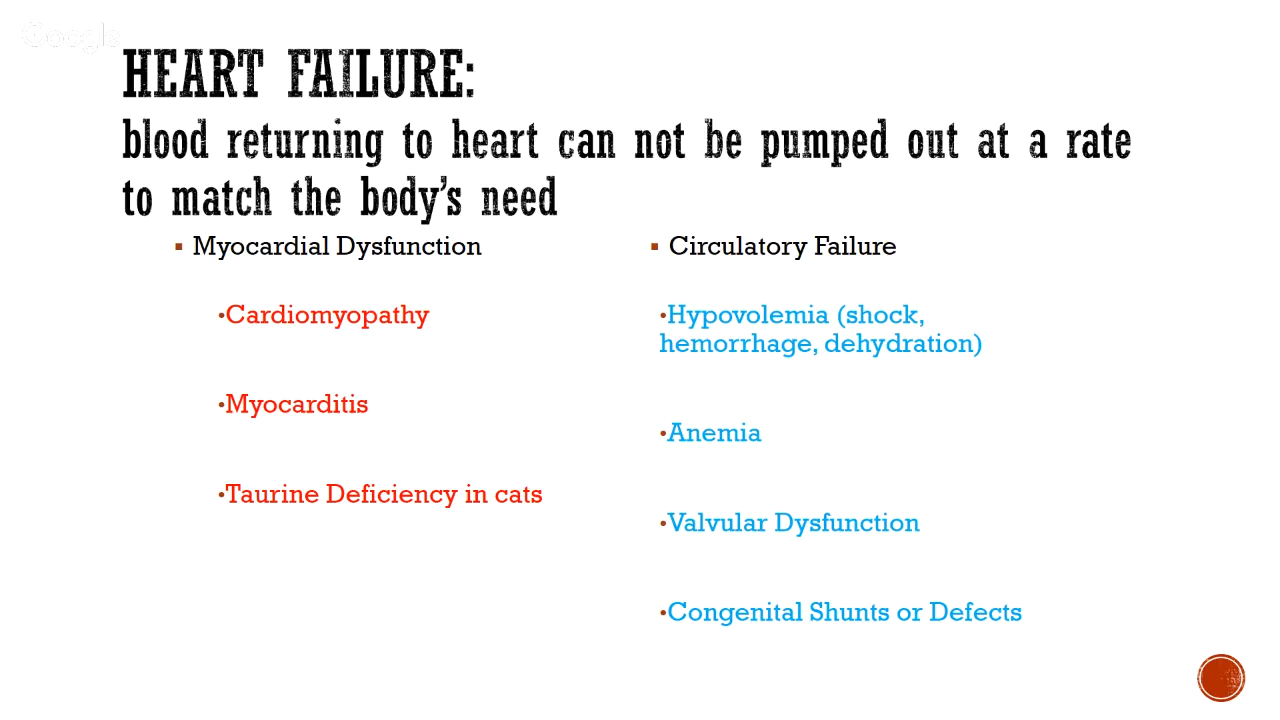 Google
HEART FAILURE:
blood returning to heart can not be pumped out at a rate
to match the body's need
▪ Myocardial Dysfunction
•Cardiomyopathy
•Myocarditis
•Taurine Deficiency in cats
▪ Circulatory Failure
•Hypovolemia (shock,
hemorrhage, dehydration)
•Anemia
•Valvular Dysfunction
•Congenital Shunts or Defects